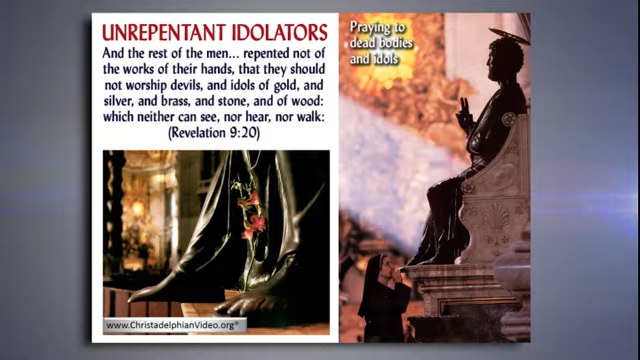 UNREPENTANT IDOLATORS
And the rest of the men... repented not of
the works of their hands, that they should
not worship devils, and idols of gold, and
silver, and brass, and stone, and of wood:
which neither can see, nor hear, nor walk:
(Revelation 9:20)
www.ChristadelphianVideo.org®
Praying to
dead bodies
and idols